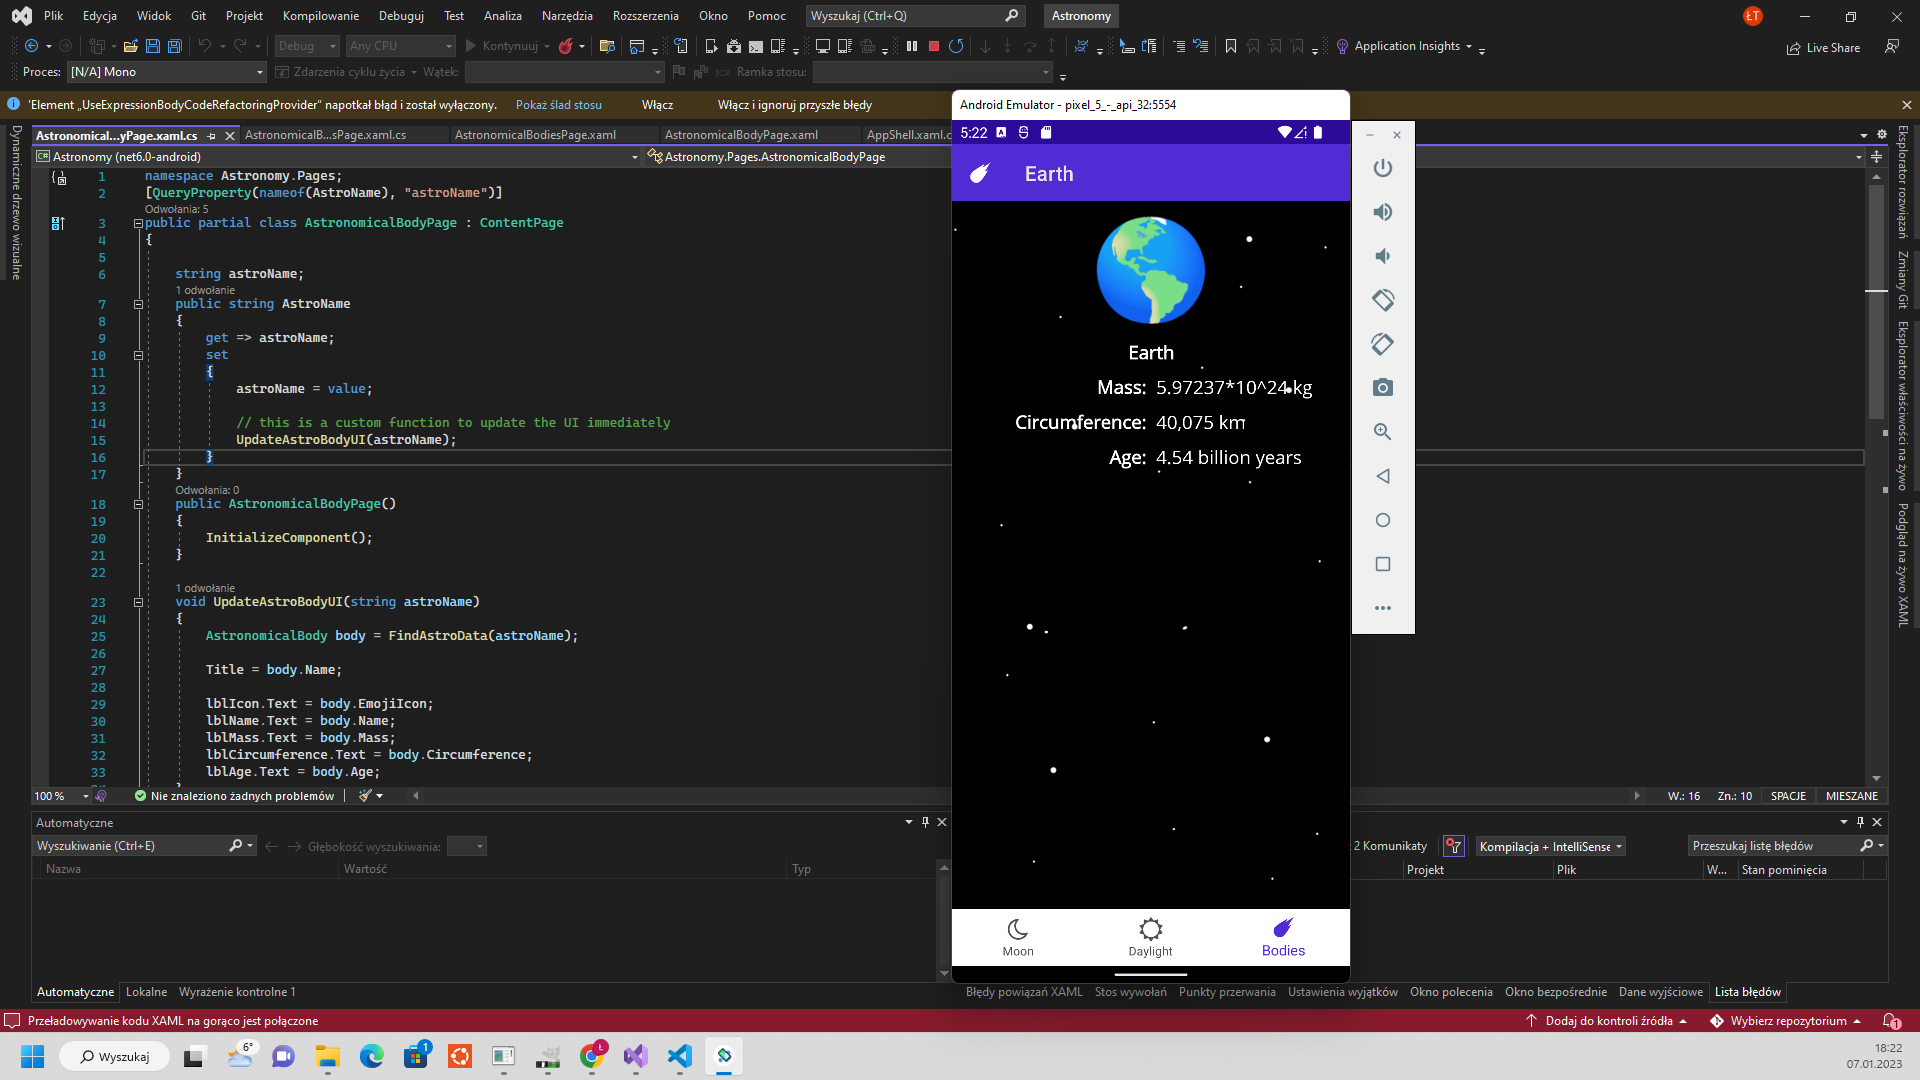 Plik Edycja Widok Git Projekt Kompilowanie Debuguj Test Analiza Narzędzia Rozszerzenia Okno Pomoc Wyszukaj (Ctrl+Q) Astronomy ŁT
Debug Any CPU Kontynuuj Application Insights Live Share
Proces: [N/A] Mono Zdarzenia cyklu życia Wątek: Ramka stosu:
'Element „UseExpressionBodyCodeRefactoringProvider” napotkał błąd i został wyłączony. Pokaż ślad stosu Włącz Włącz i ignoruj przyszłe błędy
Astronomical...yPage.xaml.cs AstronomicalB...sPage.xaml.cs AstronomicalBodiesPage.xaml AstronomicalBodyPage.xaml AppShell.xaml.c
Astronomy (net6.0-android) Astronomy.Pages.AstronomicalBodyPage
Dynamiczne drzewo wizualne
1 namespace Astronomy.Pages;
2 [QueryProperty(nameof(AstroName), "astroName")]
Odwołania: 5
3 public partial class AstronomicalBodyPage : ContentPage
4 {
5
6 string astroName;
1 odwołanie
7 public string AstroName
8 {
9 get => astroName;
10 set
11 {
12 astroName = value;
13
14 // this is a custom function to update the UI immediately
15 UpdateAstroBodyUI(astroName);
16 }
17 }
Odwołania: 0
18 public AstronomicalBodyPage()
19 {
20 InitializeComponent();
21 }
22
1 odwołanie
23 void UpdateAstroBodyUI(string astroName)
24 {
25 AstronomicalBody body = FindAstroData(astroName);
26
27 Title = body.Name;
28
29 lblIcon.Text = body.EmojiIcon;
30 lblName.Text = body.Name;
31 lblMass.Text = body.Mass;
32 lblCircumference.Text = body.Circumference;
33 lblAge.Text = body.Age;
100 % Nie znaleziono żadnych problemów W.: 16 Zn.: 10 SPACJE MIESZANE
Android Emulator - pixel_5_-_api_32:5554
5:22
Earth
Earth
Mass: 5.97237*10^24 kg
Circumference: 40,075 km
Age: 4.54 billion years
Moon Daylight Bodies
Eksplorator rozwiązań
Zmiany Git
Eksplorator właściwości na żywo
Podgląd na żywo XAML
Automatyczne
Wyszukiwanie (Ctrl+E) Głębokość wyszukiwania:
Nazwa Wartość Typ
2 Komunikaty Kompilacja + IntelliSense Przeszukaj listę błędów
Projekt Plik W... Stan pominięcia
Automatyczne Lokalne Wyrażenie kontrolne 1
Błędy powiązań XAML Stos wywołań Punkty przerwania Ustawienia wyjątków Okno polecenia Okno bezpośrednie Dane wyjściowe Lista błędów
Przeładowywanie kodu XAML na gorąco jest połączone Dodaj do kontroli źródła Wybierz repozytorium 1
Wyszukaj 6° 1 Ł
18:22
07.01.2023